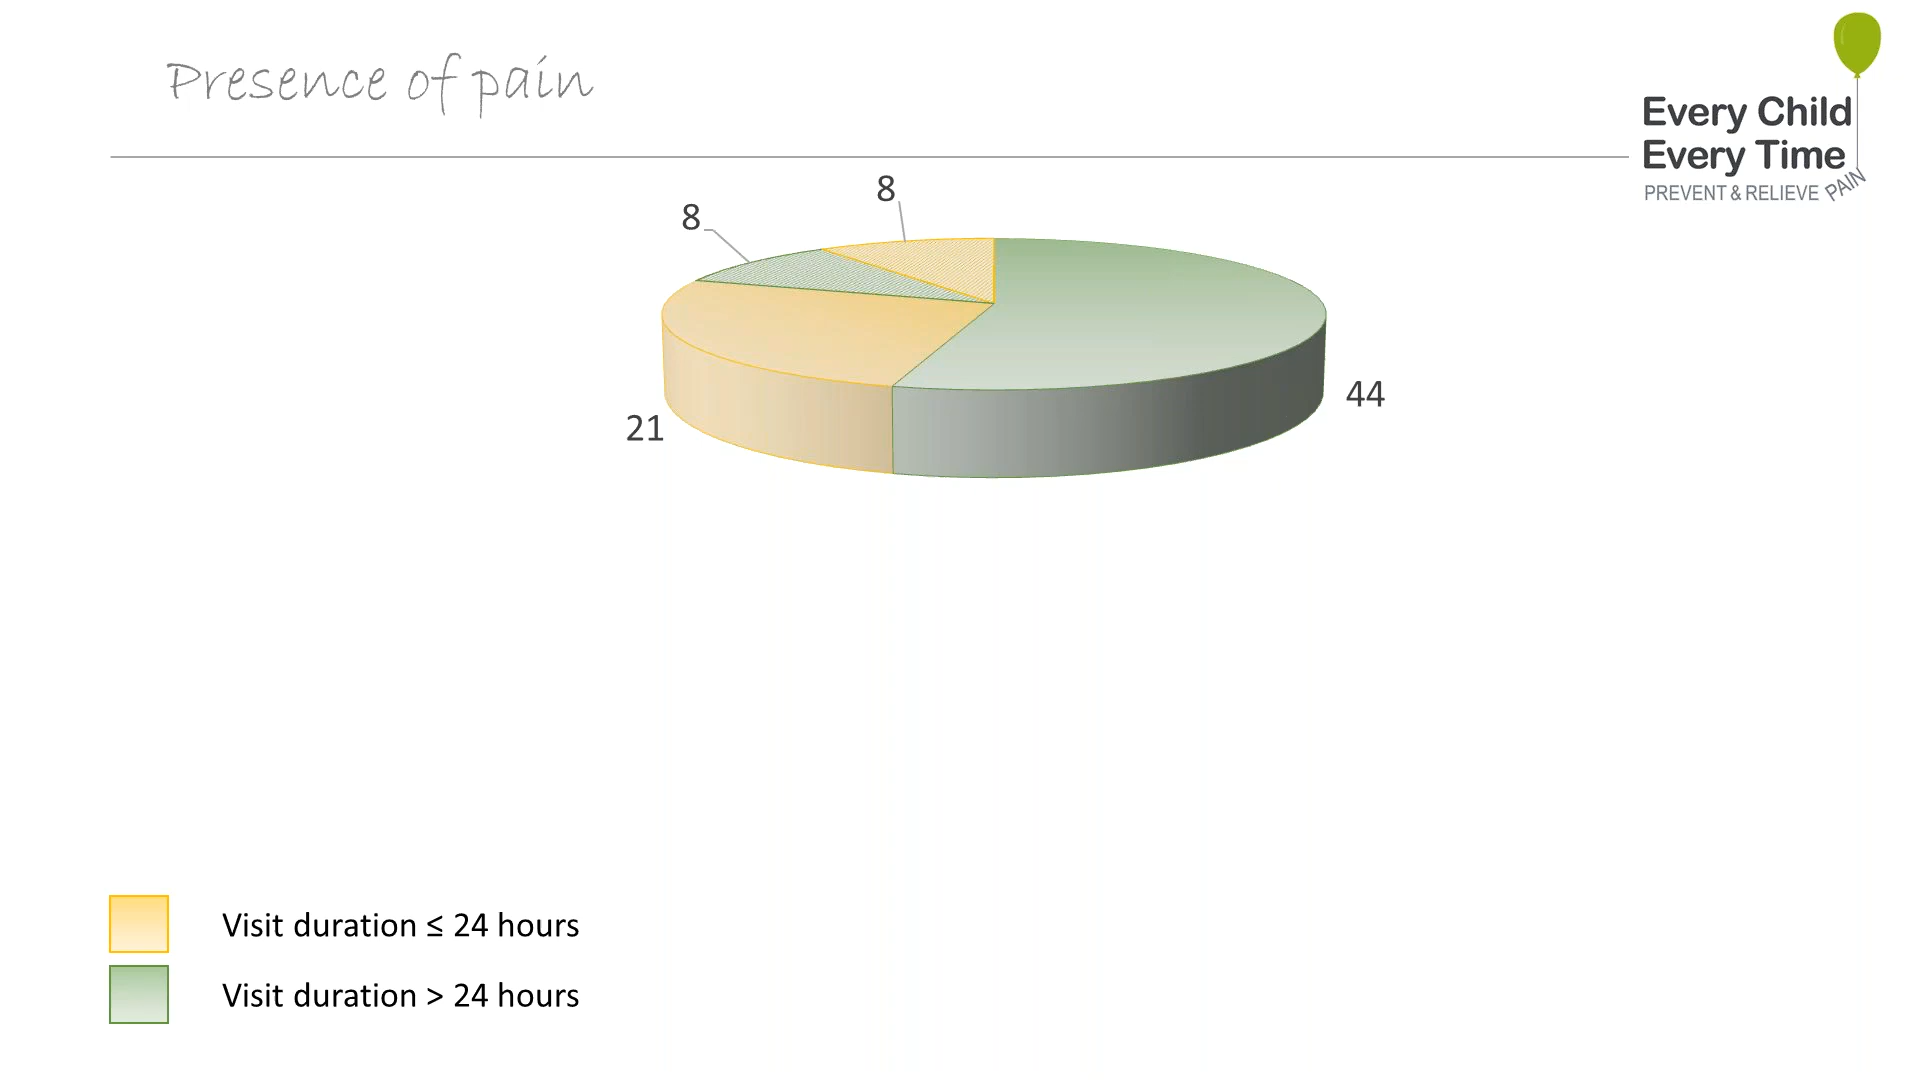 Presence of pain
Every Child
Every Time
PREVENT & RELIEVE PAIN
8
8
44
21
Visit duration ≤ 24 hours
Visit duration > 24 hours